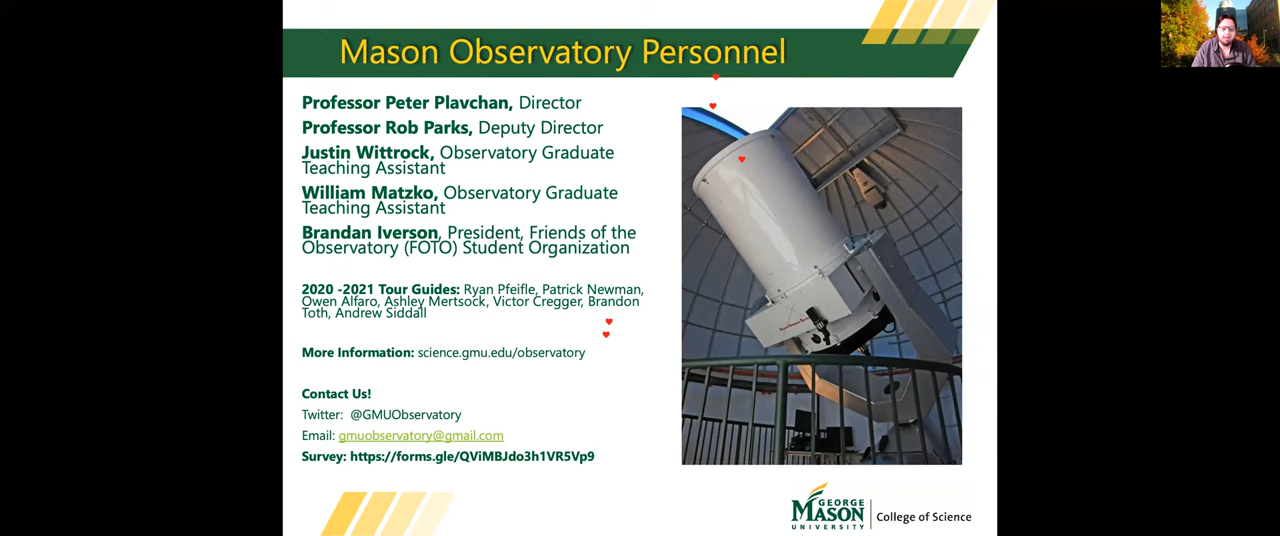 Mason Observatory Personnel
Professor Peter Plavchan, Director
Professor Rob Parks, Deputy Director
Justin Wittrock, Observatory Graduate
Teaching Assistant
William Matzko, Observatory Graduate
Teaching Assistant
Brandan Iverson, President, Friends of the
Observatory (FOTO) Student Organization
2020 -2021 Tour Guides: Ryan Pfeifle, Patrick Newman,
Owen Alfaro, Ashley Mertsock, Victor Cregger, Brandon
Toth, Andrew Siddall
More Information: science.gmu.edu/observatory
Contact Us!
Twitter: @GMUObservatory
Email: gmuobservatory@gmail.com
Survey: https://forms.gle/QViMBJdo3h1VR5Vp9
GEORGE
MASON
UNIVERSITY
College of Science